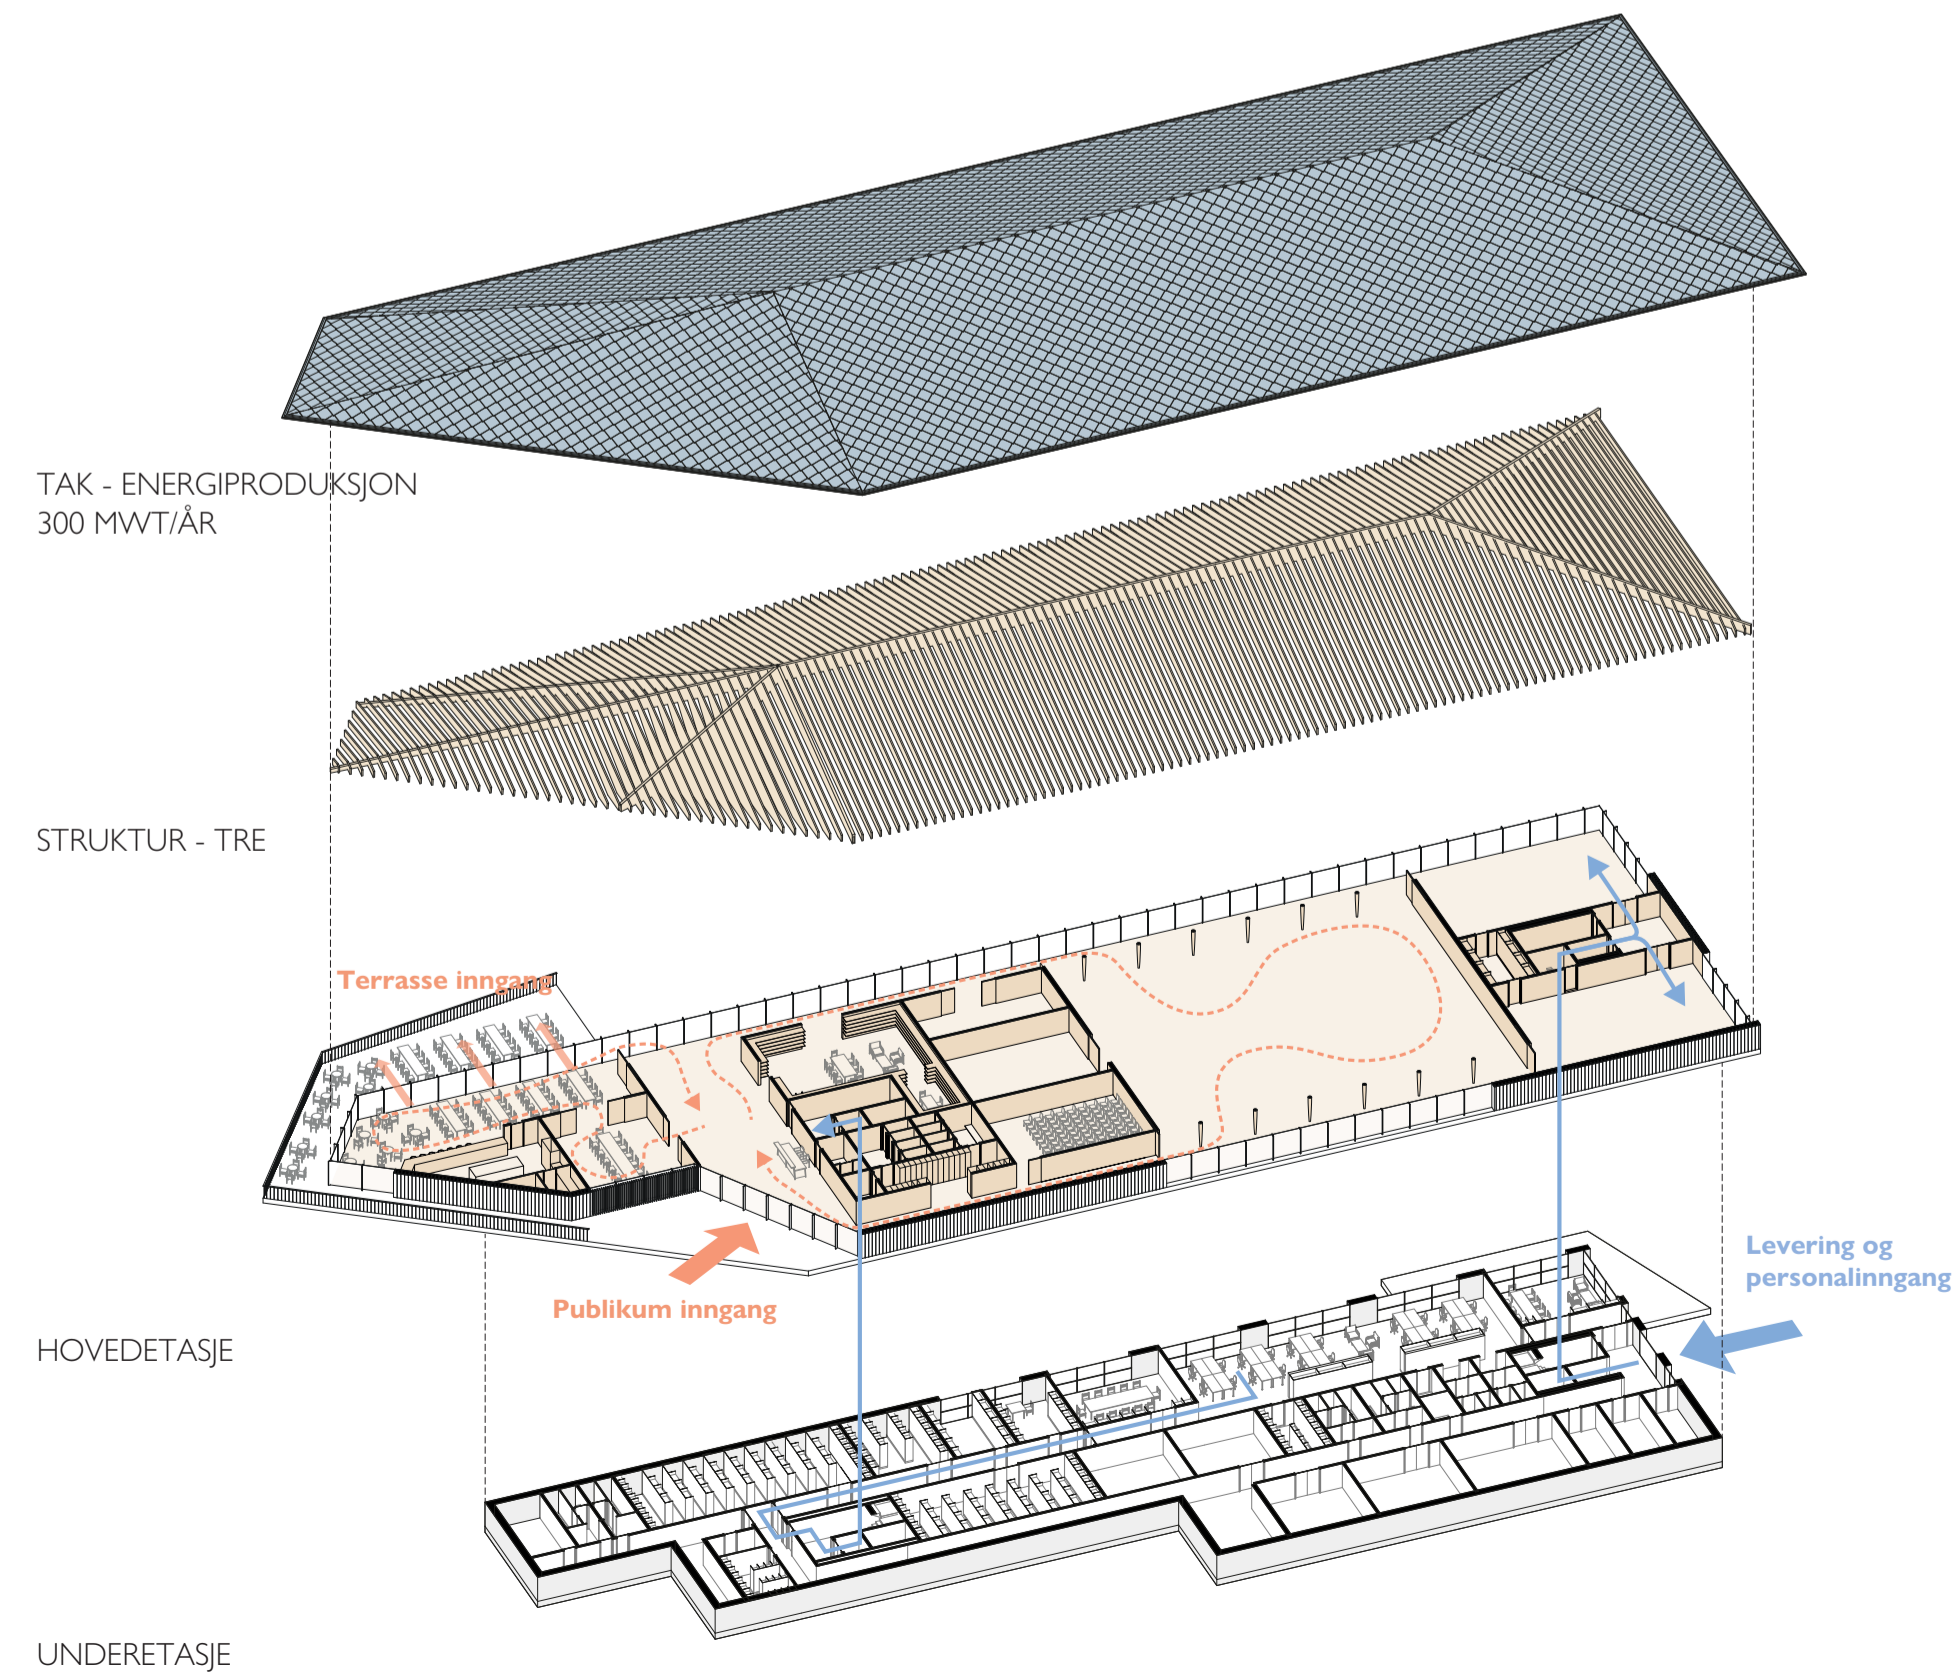 TAK - ENERGIPRODUKSJON
300 MWT/ÅR
STRUKTUR - TRE
Terrasse inngang
Publikum inngang
Levering og
personalinngang
HOVEDETASJE
UNDERETASJE